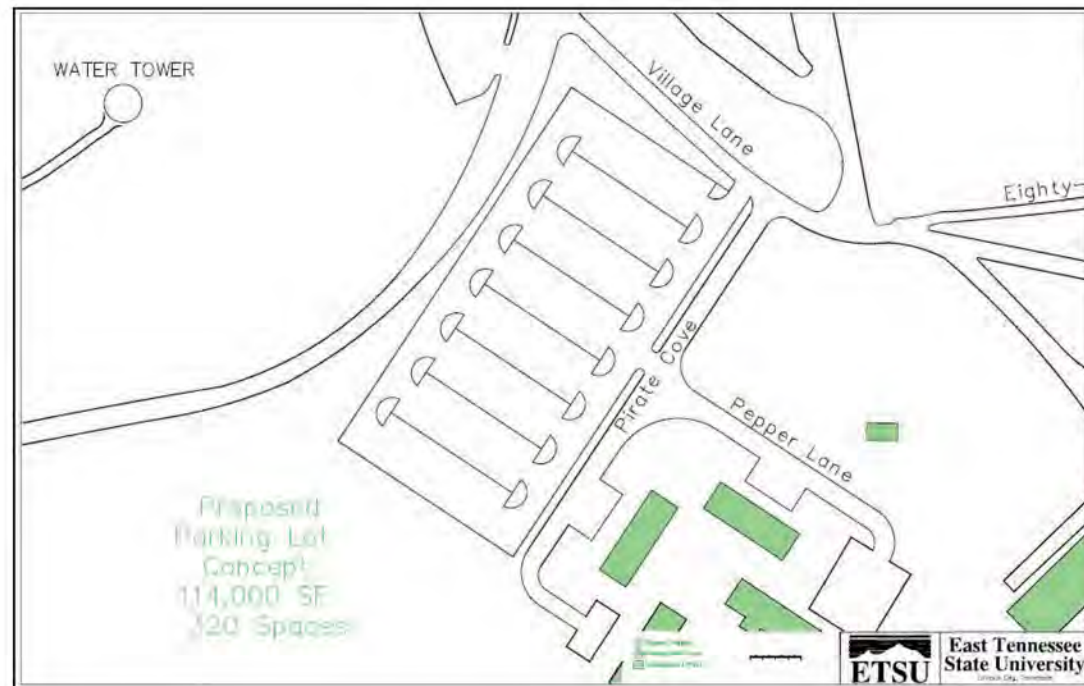 WATER TOWER
Village Lane
Eighty-
Pirate Cove
Pepper Lane
Proposed
Parking Lot
Concept
114,000 SF
320 Spaces
ETSU
East Tennessee
State University